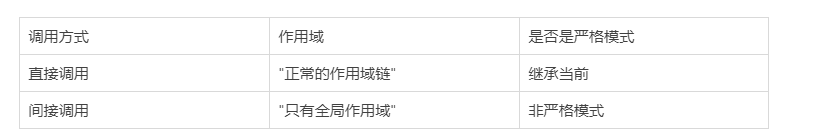 调用方式 作用域 是否是严格模式
直接调用 "正常的作用域链" 继承当前
间接调用 "只有全局作用域" 非严格模式